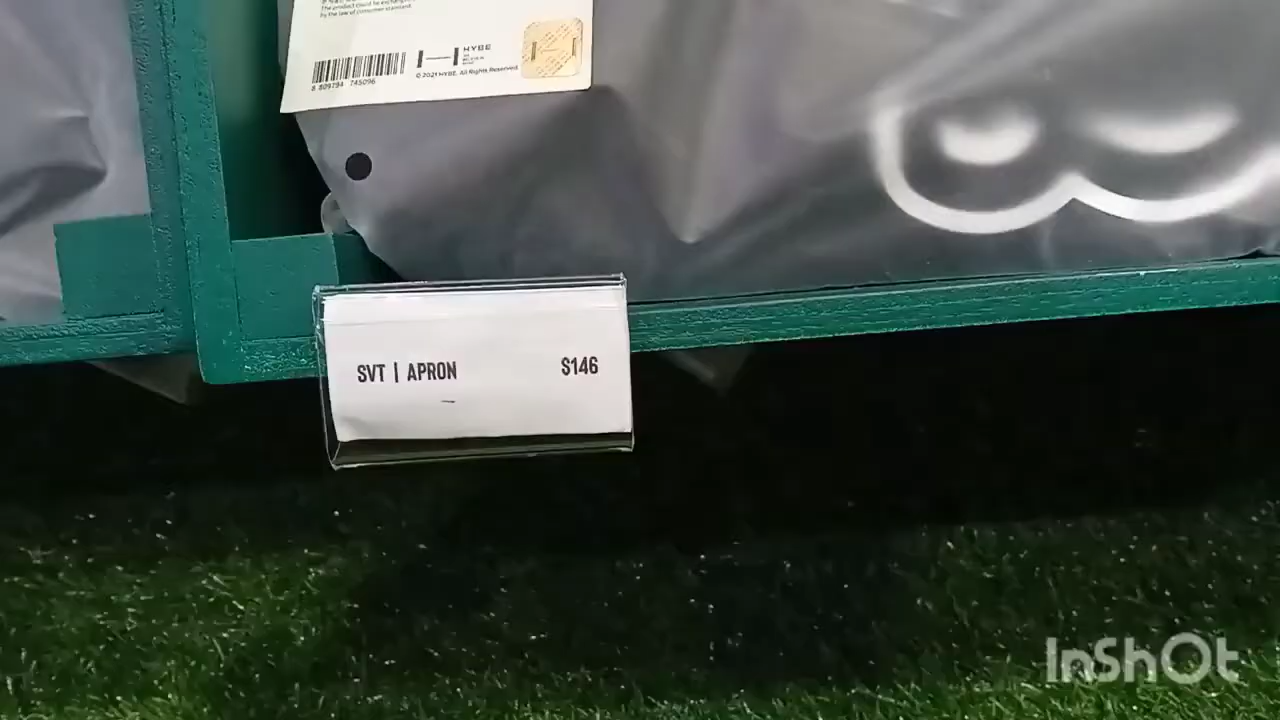 The product could be exchanged
by the law of consumer standard.
HYBE
© 2021 HYBE. All Rights Reserved.
8 809784 745096
SVT | APRON $146
InShOt